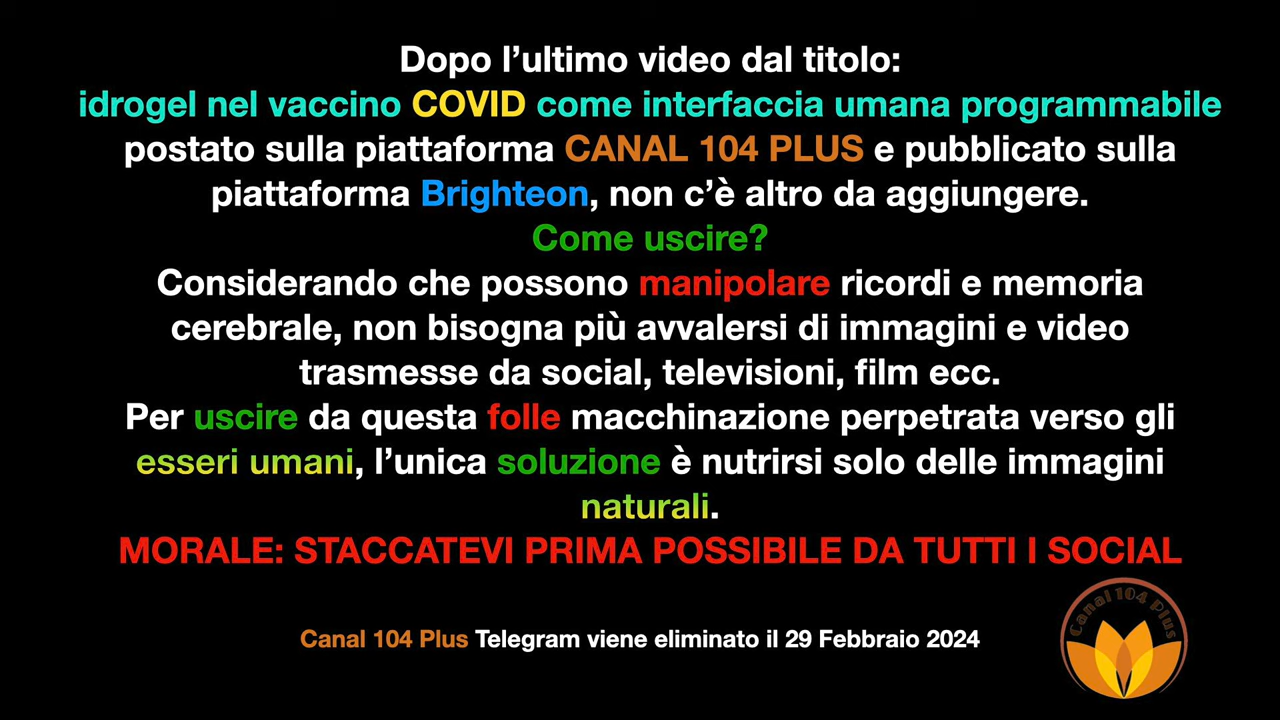 Dopo l’ultimo video dal titolo:
idrogel nel vaccino COVID come interfaccia umana programmabile
postato sulla piattaforma CANAL 104 PLUS e pubblicato sulla
piattaforma Brighteon, non c’è altro da aggiungere.
Come uscire?
Considerando che possono manipolare ricordi e memoria
cerebrale, non bisogna più avvalersi di immagini e video
trasmesse da social, televisioni, film ecc.
Per uscire da questa folle macchinazione perpetrata verso gli
esseri umani, l’unica soluzione è nutrirsi solo delle immagini
naturali.
MORALE: STACCATEVI PRIMA POSSIBILE DA TUTTI I SOCIAL
Canal 104 Plus
Canal 104 Plus Telegram viene eliminato il 29 Febbraio 2024